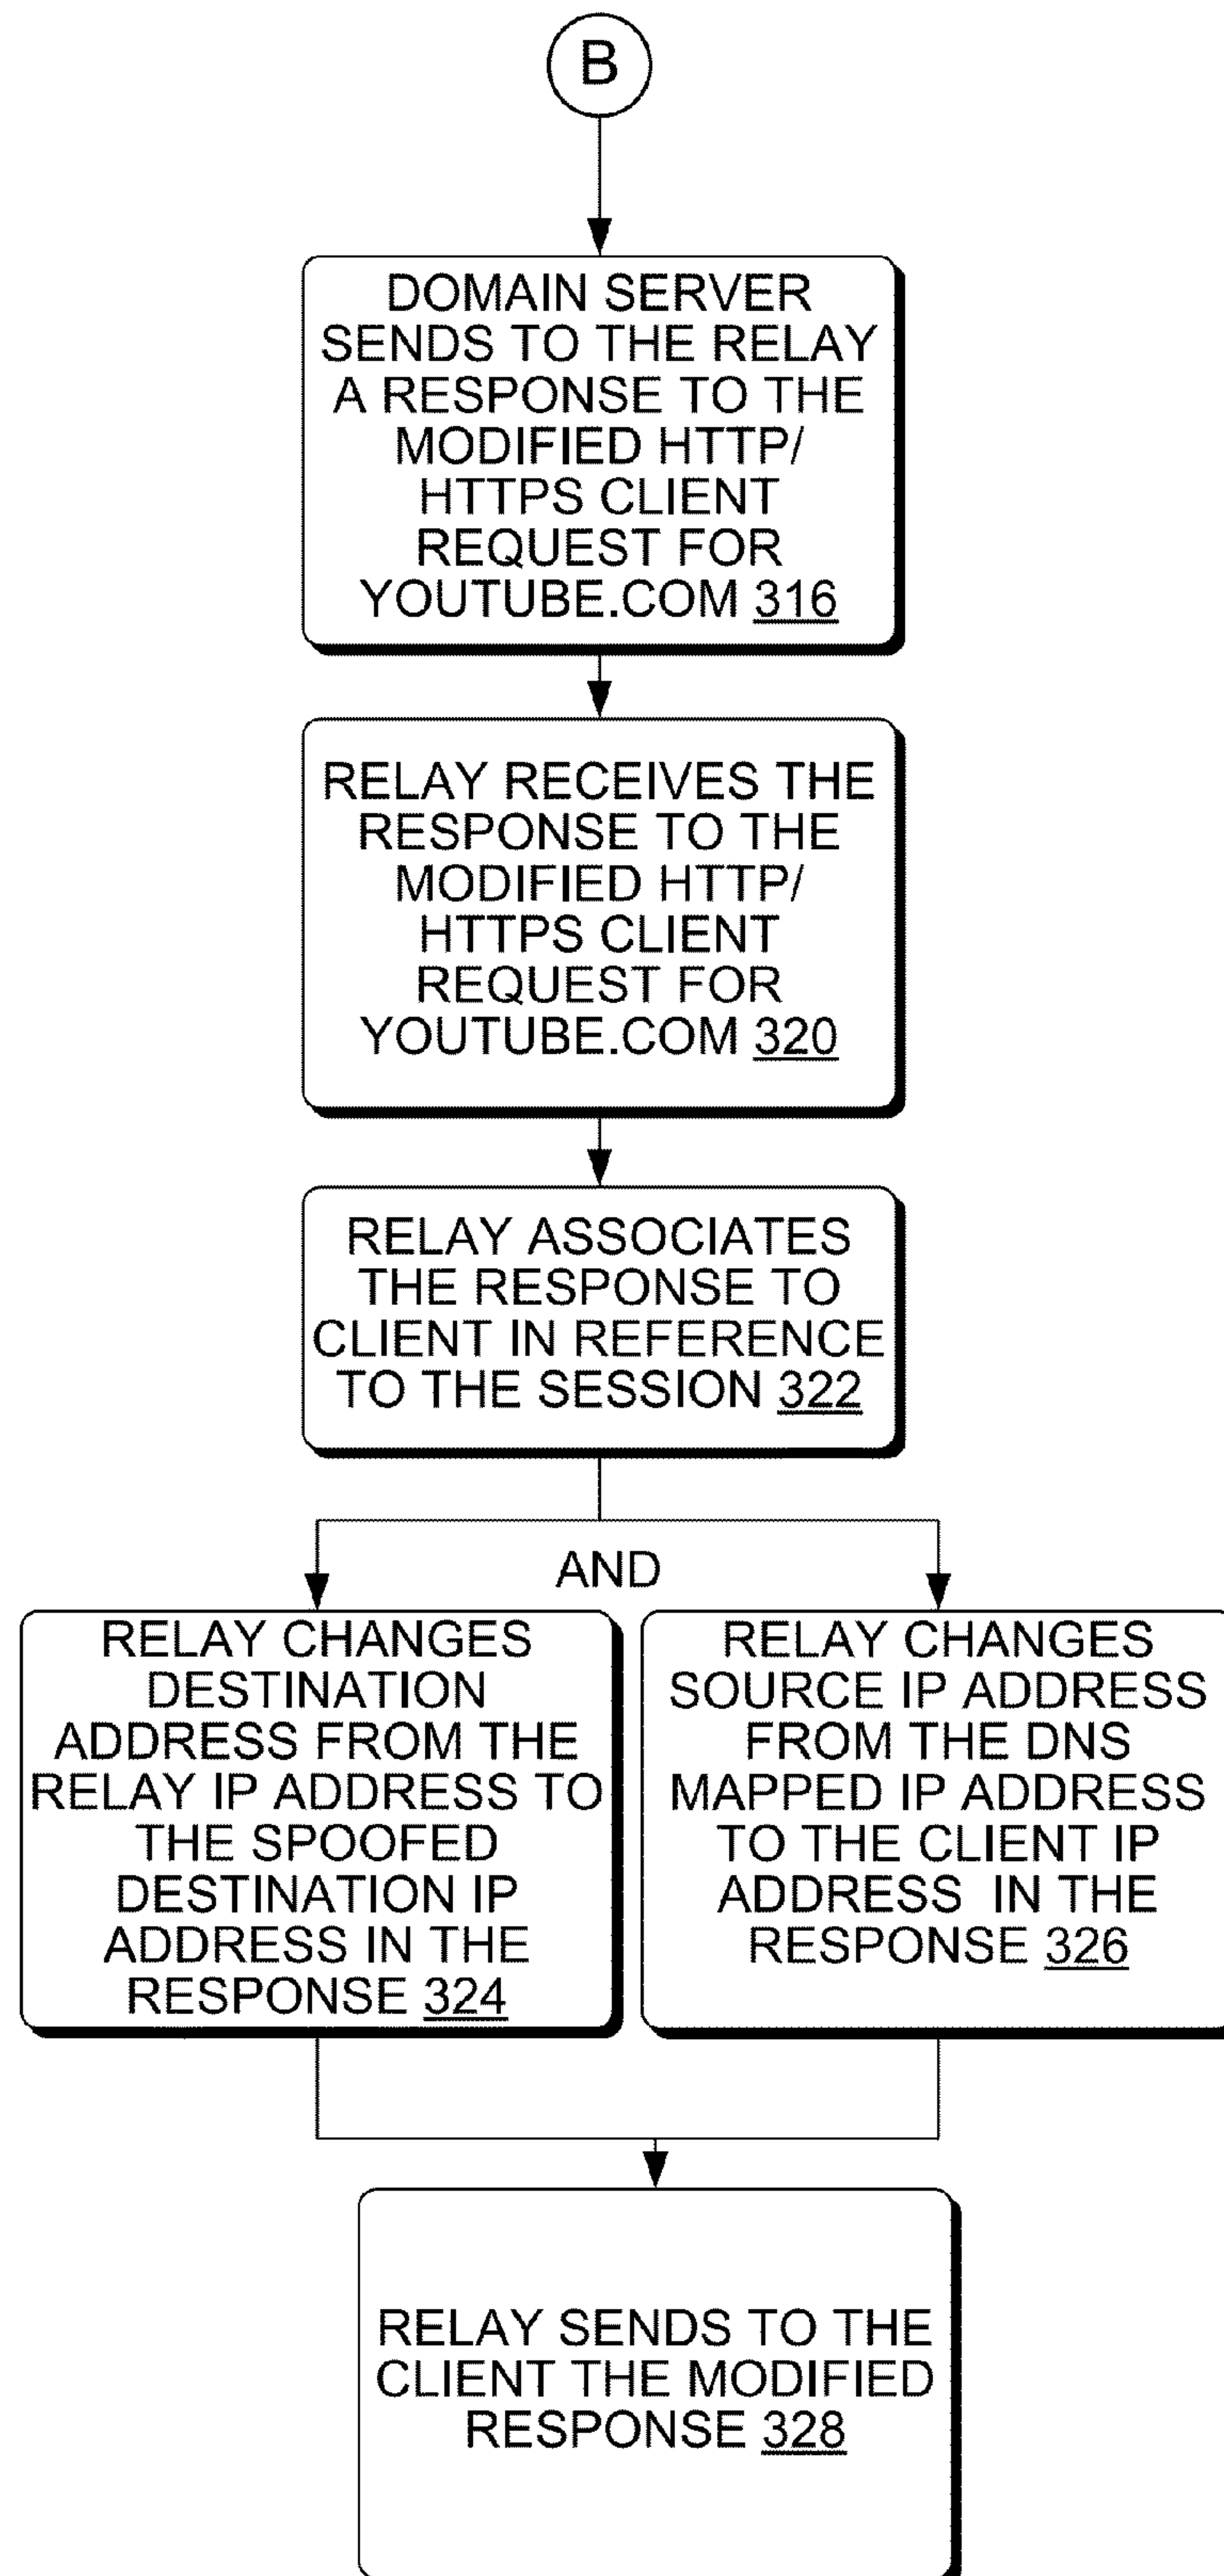 B
DOMAIN SERVER
SENDS TO THE RELAY
A RESPONSE TO THE
MODIFIED HTTP/
HTTPS CLIENT
REQUEST FOR
YOUTUBE.COM 316
RELAY RECEIVES THE
RESPONSE TO THE
MODIFIED HTTP/
HTTPS CLIENT
REQUEST FOR
YOUTUBE.COM 320
RELAY ASSOCIATES
THE RESPONSE TO
CLIENT IN REFERENCE
TO THE SESSION 322
AND
RELAY CHANGES
DESTINATION
ADDRESS FROM THE
RELAY IP ADDRESS TO
THE SPOOFED
DESTINATION IP
ADDRESS IN THE
RESPONSE 324
RELAY CHANGES
SOURCE IP ADDRESS
FROM THE DNS
MAPPED IP ADDRESS
TO THE CLIENT IP
ADDRESS IN THE
RESPONSE 326
RELAY SENDS TO THE
CLIENT THE MODIFIED
RESPONSE 328